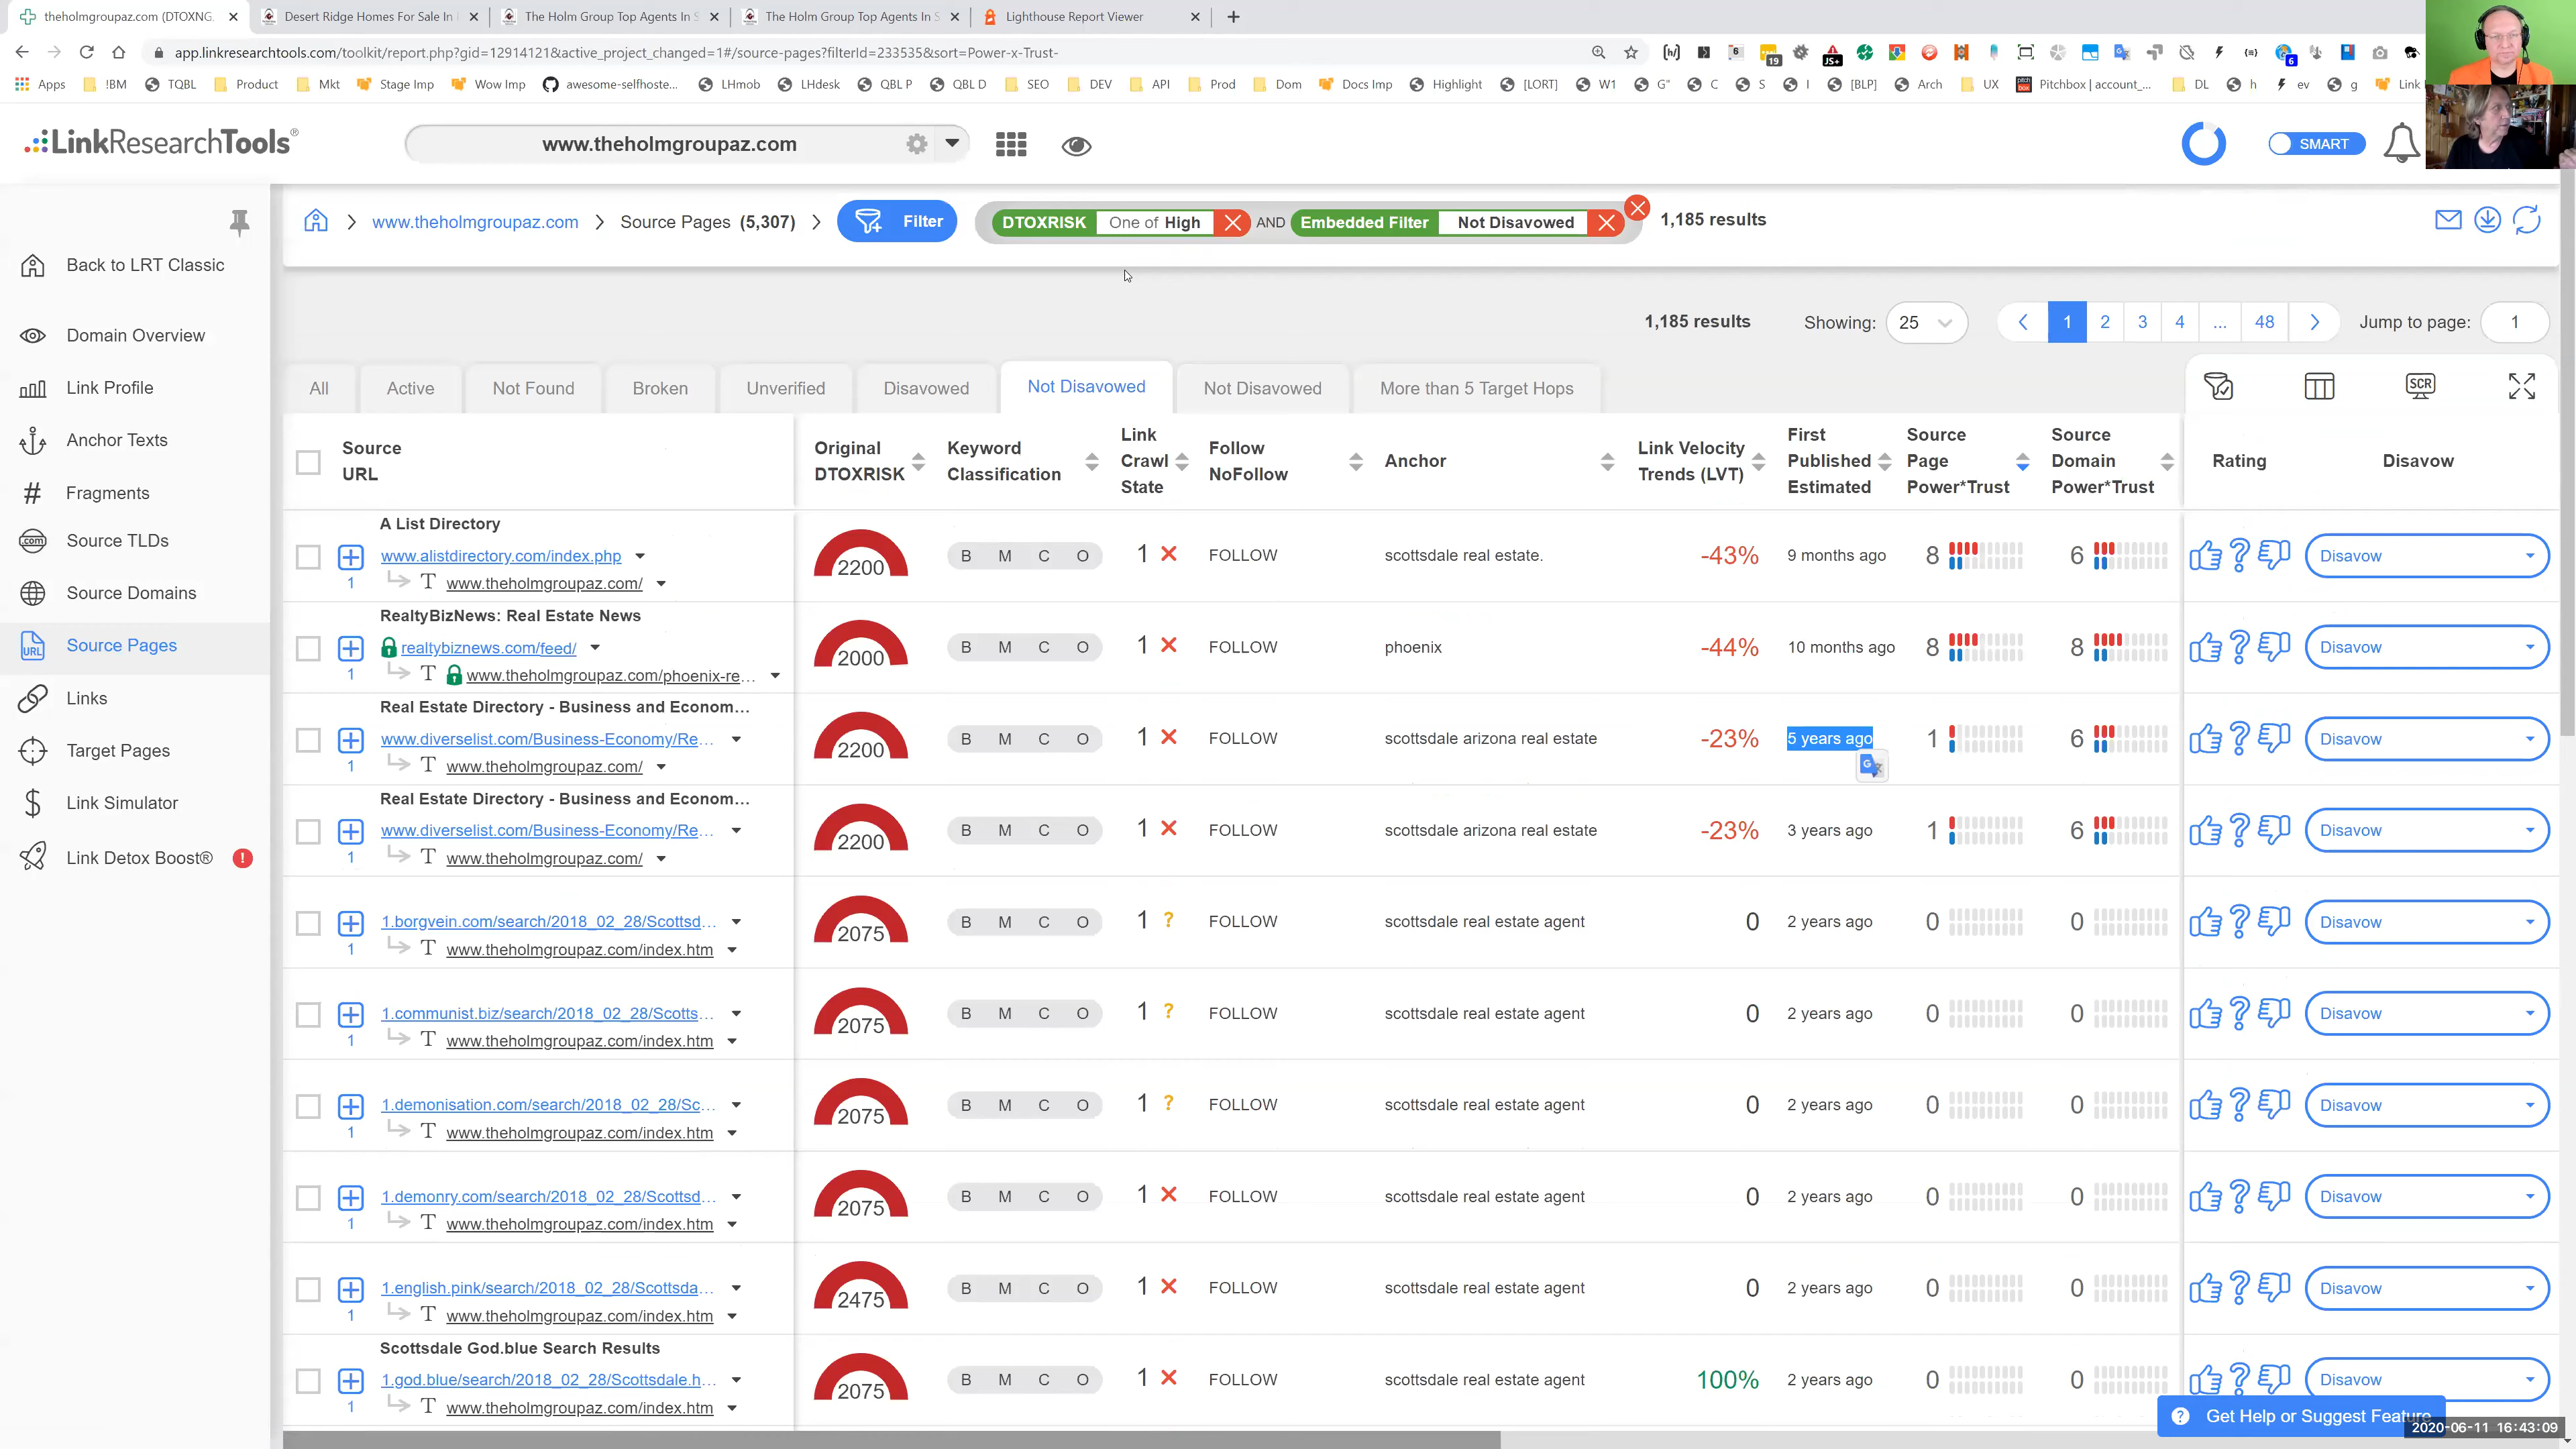 theholmgroupaz.com (DTOXNG
Desert Ridge Homes For Sale In
The Holm Group Top Agents In S
The Holm Group Top Agents In S
Lighthouse Report Viewer
app.linkresearchtools.com/toolkit/report.php?gid=12914121&active_project_changed=1#/source-pages?filterId=233535&sort=Power-x-Trust-
Apps !BM TQBL Product Mkt Stage Imp Wow Imp awesome-selfhoste... LHmob LHdesk QBL P QBL D SEO DEV API Prod Dom Docs Imp Highlight [LORT] W1 G" C S I [BLP] Arch UX Pitchbox | account_... DL h ev g Link
LinkResearchTools®
www.theholmgroupaz.com
SMART
www.theholmgroupaz.com
Source Pages (5,307)
Filter
DTOXRISK One of High AND Embedded Filter Not Disavowed
1,185 results
Back to LRT Classic
Domain Overview
Link Profile
Anchor Texts
Fragments
Source TLDs
Source Domains
Source Pages
Links
Target Pages
Link Simulator
Link Detox Boost® !
1,185 results Showing: 25 1 2 3 4 ... 48 Jump to page: 1
All Active Not Found Broken Unverified Disavowed Not Disavowed Not Disavowed More than 5 Target Hops
SCR
Source URL
Original DTOXRISK
Keyword Classification
Link Crawl State
Follow NoFollow
Anchor
Link Velocity Trends (LVT)
First Published Estimated
Source Page Power*Trust
Source Domain Power*Trust
Rating
Disavow
A List Directory
www.alistdirectory.com/index.php
1 T www.theholmgroupaz.com/
2200 B M C O 1 FOLLOW scottsdale real estate. -43% 9 months ago 8 6 Disavow
RealtyBizNews: Real Estate News
realtybiznews.com/feed/
1 T www.theholmgroupaz.com/phoenix-re...
2000 B M C O 1 FOLLOW phoenix -44% 10 months ago 8 8 Disavow
Real Estate Directory - Business and Econom...
www.diverselist.com/Business-Economy/Re...
1 T www.theholmgroupaz.com/
2200 B M C O 1 FOLLOW scottsdale arizona real estate -23% 5 years ago 1 6 Disavow
Real Estate Directory - Business and Econom...
www.diverselist.com/Business-Economy/Re...
1 T www.theholmgroupaz.com/
2200 B M C O 1 FOLLOW scottsdale arizona real estate -23% 3 years ago 1 6 Disavow
1.borgvein.com/search/2018_02_28/Scottsd...
1 T www.theholmgroupaz.com/index.htm
2075 B M C O 1 ? FOLLOW scottsdale real estate agent 0 2 years ago 0 0 Disavow
1.communist.biz/search/2018_02_28/Scotts...
1 T www.theholmgroupaz.com/index.htm
2075 B M C O 1 ? FOLLOW scottsdale real estate agent 0 2 years ago 0 0 Disavow
1.demonisation.com/search/2018_02_28/Sc...
1 T www.theholmgroupaz.com/index.htm
2075 B M C O 1 ? FOLLOW scottsdale real estate agent 0 2 years ago 0 0 Disavow
1.demonry.com/search/2018_02_28/Scottsd...
1 T www.theholmgroupaz.com/index.htm
2075 B M C O 1 FOLLOW scottsdale real estate agent 0 2 years ago 0 0 Disavow
1.english.pink/search/2018_02_28/Scottsda...
1 T www.theholmgroupaz.com/index.htm
2475 B M C O 1 FOLLOW scottsdale real estate agent 0 2 years ago 0 0 Disavow
Scottsdale God.blue Search Results
1.god.blue/search/2018_02_28/Scottsdale.h...
1 T www.theholmgroupaz.com/index.htm
2075 B M C O 1 FOLLOW scottsdale real estate agent 100% 2 years ago 0 0 Disavow
Get Help or Suggest Feature
2020-06-11 16:43:09